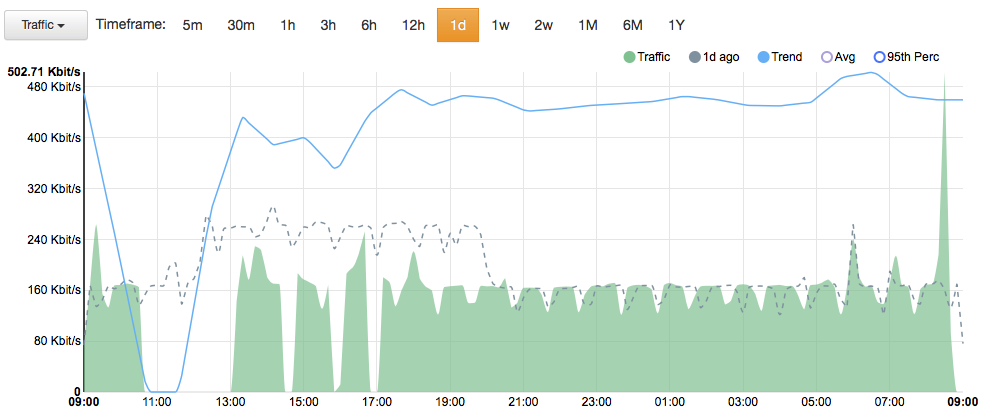 Traffic Timeframe: 5m 30m 1h 3h 6h 12h 1d 1w 2w 1M 6M 1Y
Traffic 1d ago Trend Avg 95th Perc
502.71 Kbit/s
480 Kbit/s
400 Kbit/s
320 Kbit/s
240 Kbit/s
160 Kbit/s
80 Kbit/s
0
09:00 11:00 13:00 15:00 17:00 19:00 21:00 23:00 01:00 03:00 05:00 07:00 09:00